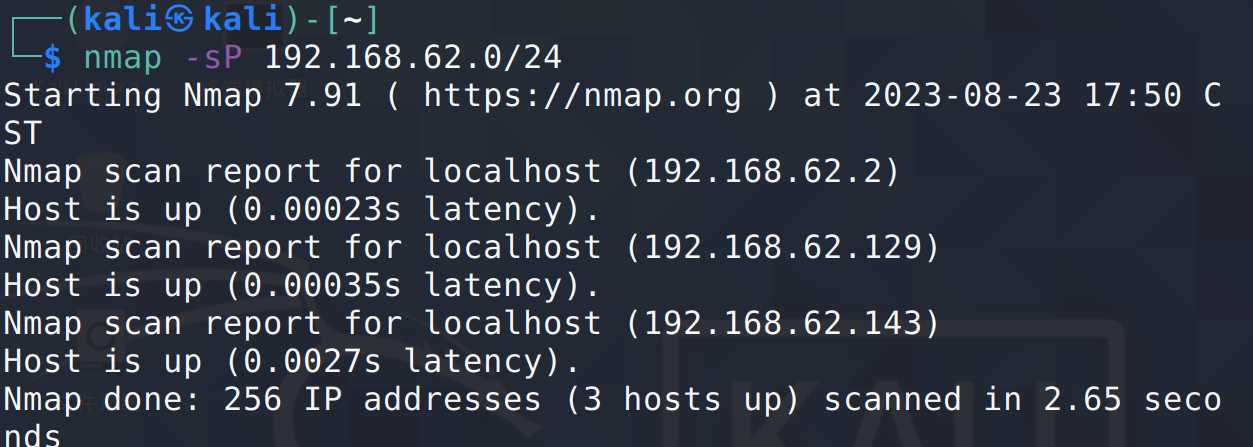 ┌──(kali㉿kali)-[~]
└─$ nmap -sP 192.168.62.0/24
Starting Nmap 7.91 ( https://nmap.org ) at 2023-08-23 17:50 C
ST
Nmap scan report for localhost (192.168.62.2)
Host is up (0.00023s latency).
Nmap scan report for localhost (192.168.62.129)
Host is up (0.00035s latency).
Nmap scan report for localhost (192.168.62.143)
Host is up (0.0027s latency).
Nmap done: 256 IP addresses (3 hosts up) scanned in 2.65 seco
nds
KALI